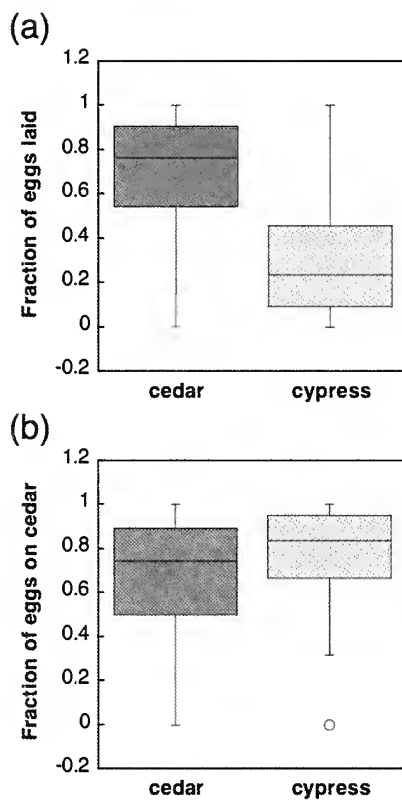 (a)
Fraction of eggs laid
1.2
1
0.8
0.6
0.4
0.2
0
-0.2
cedar cypress
(b)
Fraction of eggs on cedar
1.2
1
0.8
0.6
0.4
0.2
0
-0.2
cedar cypress